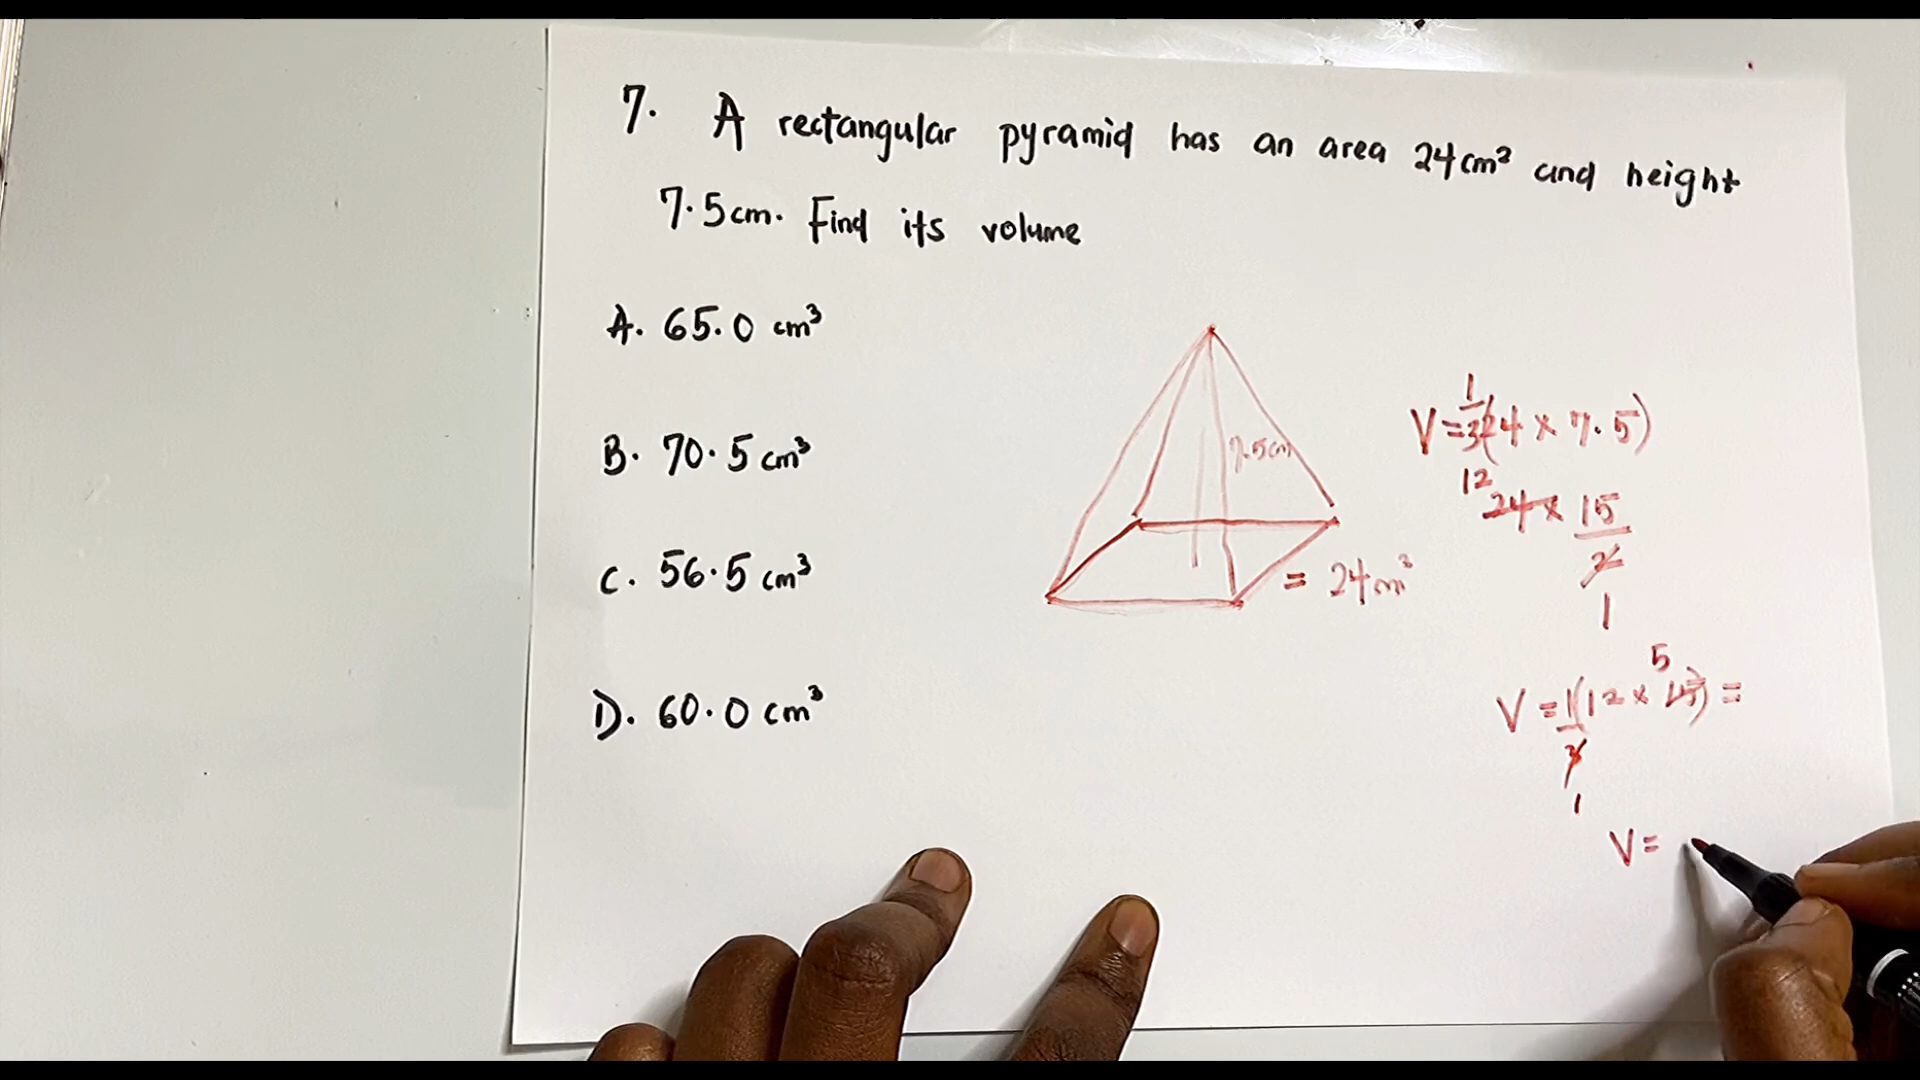 7. A rectangular pyramid has an area 24cm² and height
7.5cm. Find its volume
A. 65.0 cm³
B. 70.5 cm³
C. 56.5 cm³
D. 60.0 cm³
7.5cm
= 24cm²
V = 1/3(24 × 7.5)
12
24 × 15/2
1
5
V = 1/3(12 × 15) =
1
V =